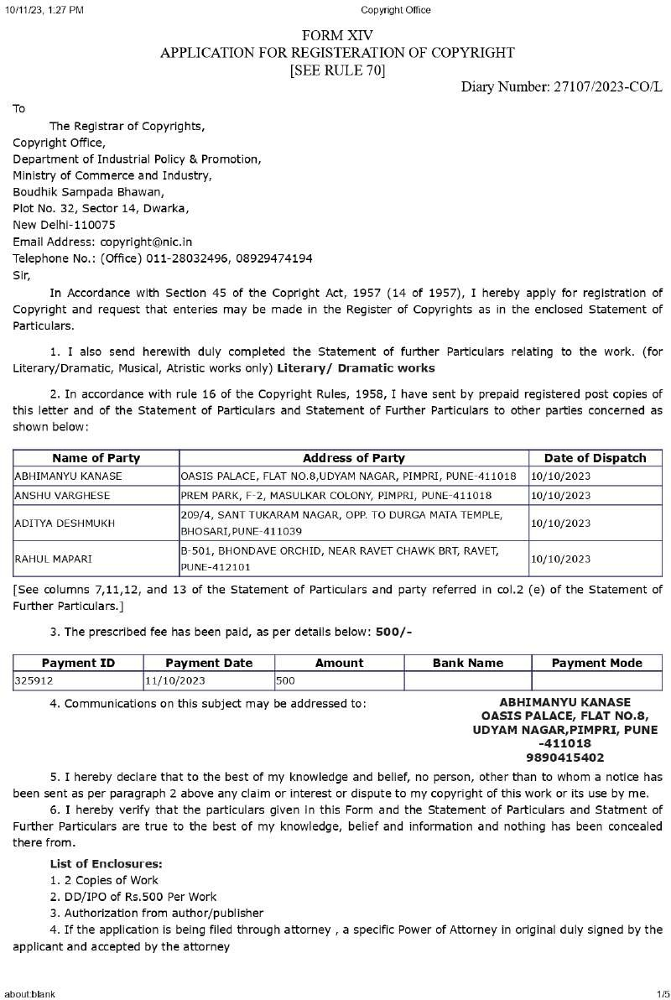 10/11/23, 1:27 PM Copyright Office
FORM XIV
APPLICATION FOR REGISTERATION OF COPYRIGHT
[SEE RULE 70]
Diary Number: 27107/2023-CO/L
To
The Registrar of Copyrights,
Copyright Office,
Department of Industrial Policy & Promotion,
Ministry of Commerce and Industry,
Boudhik Sampada Bhawan,
Plot No. 32, Sector 14, Dwarka,
New Delhi-110075
Email Address: copyright@nic.in
Telephone No.: (Office) 011-28032496, 08929474194
Sir,
In Accordance with Section 45 of the Copright Act, 1957 (14 of 1957), I hereby apply for registration of
Copyright and request that enteries may be made in the Register of Copyrights as in the enclosed Statement of
Particulars.
1. I also send herewith duly completed the Statement of further Particulars relating to the work. (for
Literary/Dramatic, Musical, Atristic works only) Literary/ Dramatic works
2. In accordance with rule 16 of the Copyright Rules, 1958, I have sent by prepaid registered post copies of
this letter and of the Statement of Particulars and Statement of Further Particulars to other parties concerned as
shown below:
Name of Party Address of Party Date of Dispatch
ABHIMANYU KANASE OASIS PALACE, FLAT NO.8,UDYAM NAGAR, PIMPRI, PUNE-411018 10/10/2023
ANSHU VARGHESE PREM PARK, F-2, MASULKAR COLONY, PIMPRI, PUNE-411018 10/10/2023
ADITYA DESHMUKH 209/4, SANT TUKARAM NAGAR, OPP. TO DURGA MATA TEMPLE,
BHOSARI,PUNE-411039 10/10/2023
RAHUL MAPARI B-501, BHONDAVE ORCHID, NEAR RAVET CHAWK BRT, RAVET,
PUNE-412101 10/10/2023
[See columns 7,11,12, and 13 of the Statement of Particulars and party referred in col.2 (e) of the Statement of
Further Particulars.]
3. The prescribed fee has been paid, as per details below: 500/-
Payment ID Payment Date Amount Bank Name Payment Mode
325912 11/10/2023 500
4. Communications on this subject may be addressed to: ABHIMANYU KANASE
OASIS PALACE, FLAT NO.8,
UDYAM NAGAR,PIMPRI, PUNE
-411018
9890415402
5. I hereby declare that to the best of my knowledge and belief, no person, other than to whom a notice has
been sent as per paragraph 2 above any claim or interest or dispute to my copyright of this work or its use by me.
6. I hereby verify that the particulars given in this Form and the Statement of Particulars and Statment of
Further Particulars are true to the best of my knowledge, belief and information and nothing has been concealed
there from.
List of Enclosures:
1. 2 Copies of Work
2. DD/IPO of Rs.500 Per Work
3. Authorization from author/publisher
4. If the application is being filed through attorney , a specific Power of Attorney in original duly signed by the
applicant and accepted by the attorney
about:blank 1/5